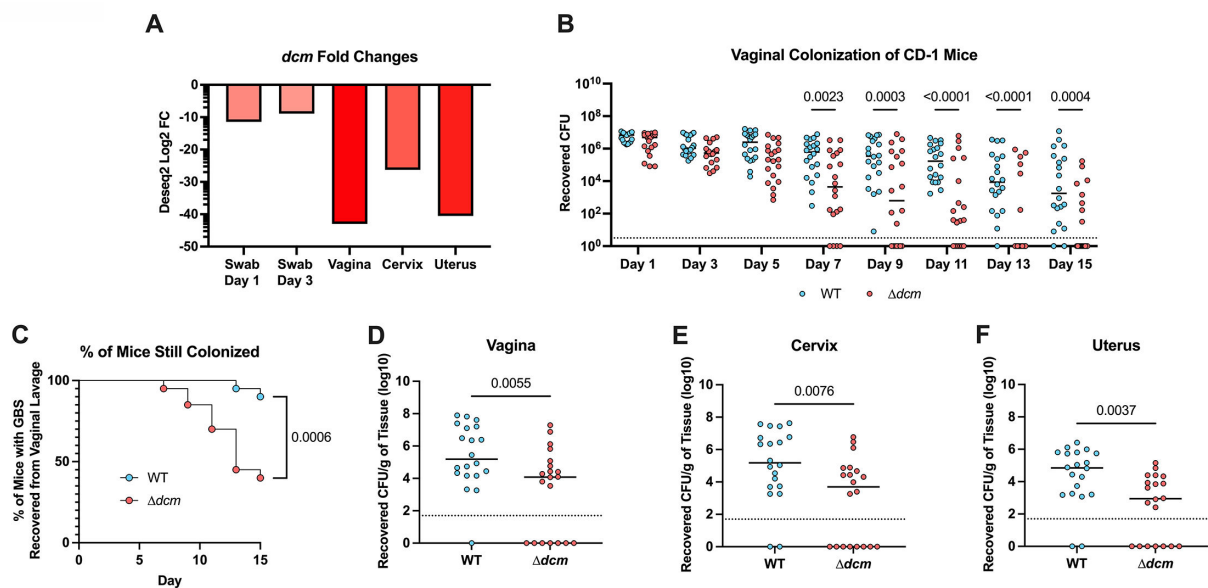 A
dcm Fold Changes
Deseq2 Log2 FC
0
-10
-20
-30
-40
-50
Swab Day 1
Swab Day 3
Vagina
Cervix
Uterus
B
Vaginal Colonization of CD-1 Mice
Recovered CFU
10^10
10^8
10^6
10^4
10^2
10^0
0.0023
0.0003
<0.0001
<0.0001
0.0004
Day 1
Day 3
Day 5
Day 7
Day 9
Day 11
Day 13
Day 15
WT
Δdcm
C
% of Mice Still Colonized
% of Mice with GBS
Recovered from Vaginal Lavage
100
50
0
0
5
10
15
Day
WT
Δdcm
0.0006
D
Vagina
Recovered CFU/g of Tissue (log10)
10
8
6
4
2
0
0.0055
WT
Δdcm
E
Cervix
Recovered CFU/g of Tissue (log10)
10
8
6
4
2
0
0.0076
WT
Δdcm
F
Uterus
Recovered CFU/g of Tissue (log10)
10
8
6
4
2
0
0.0037
WT
Δdcm